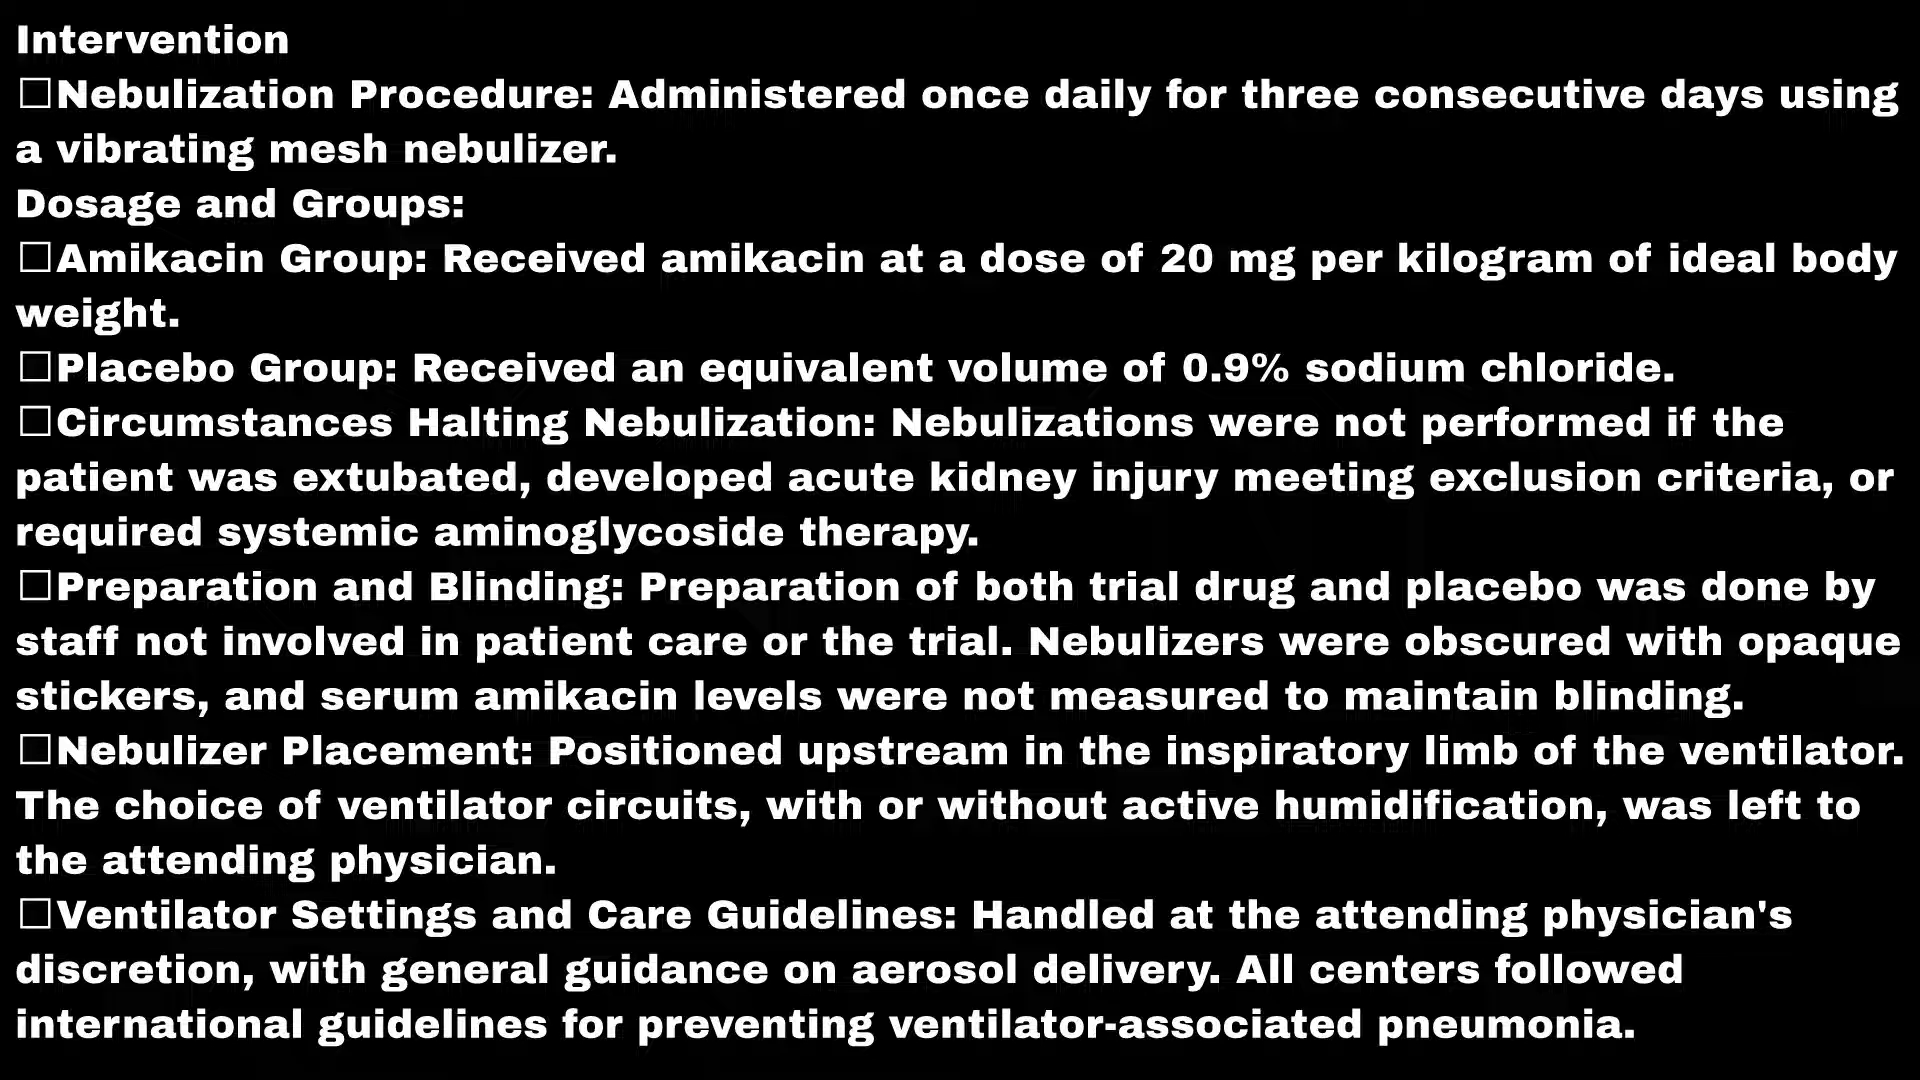 Intervention
☐Nebulization Procedure: Administered once daily for three consecutive days using
a vibrating mesh nebulizer.
Dosage and Groups:
☐Amikacin Group: Received amikacin at a dose of 20 mg per kilogram of ideal body
weight.
☐Placebo Group: Received an equivalent volume of 0.9% sodium chloride.
☐Circumstances Halting Nebulization: Nebulizations were not performed if the
patient was extubated, developed acute kidney injury meeting exclusion criteria, or
required systemic aminoglycoside therapy.
☐Preparation and Blinding: Preparation of both trial drug and placebo was done by
staff not involved in patient care or the trial. Nebulizers were obscured with opaque
stickers, and serum amikacin levels were not measured to maintain blinding.
☐Nebulizer Placement: Positioned upstream in the inspiratory limb of the ventilator.
The choice of ventilator circuits, with or without active humidification, was left to
the attending physician.
☐Ventilator Settings and Care Guidelines: Handled at the attending physician's
discretion, with general guidance on aerosol delivery. All centers followed
international guidelines for preventing ventilator-associated pneumonia.